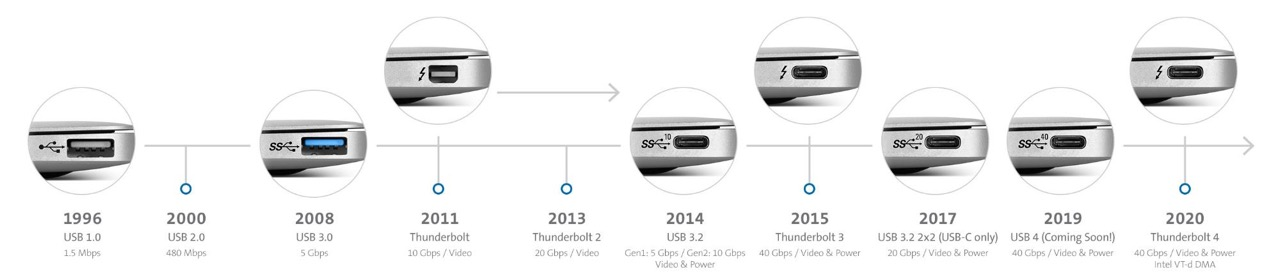 10
20
40
1996
USB 1.0
1.5 Mbps
2000
USB 2.0
480 Mbps
2008
USB 3.0
5 Gbps
2011
Thunderbolt
10 Gbps / Video
2013
Thunderbolt 2
20 Gbps / Video
2014
USB 3.2
Gen1: 5 Gbps / Gen2: 10 Gbps
Video & Power
2015
Thunderbolt 3
40 Gbps / Video & Power
2017
USB 3.2 2x2 (USB-C only)
20 Gbps / Video & Power
2019
USB 4 (Coming Soon!)
40 Gbps / Video & Power
2020
Thunderbolt 4
40 Gbps / Video & Power
Intel VT-d DMA